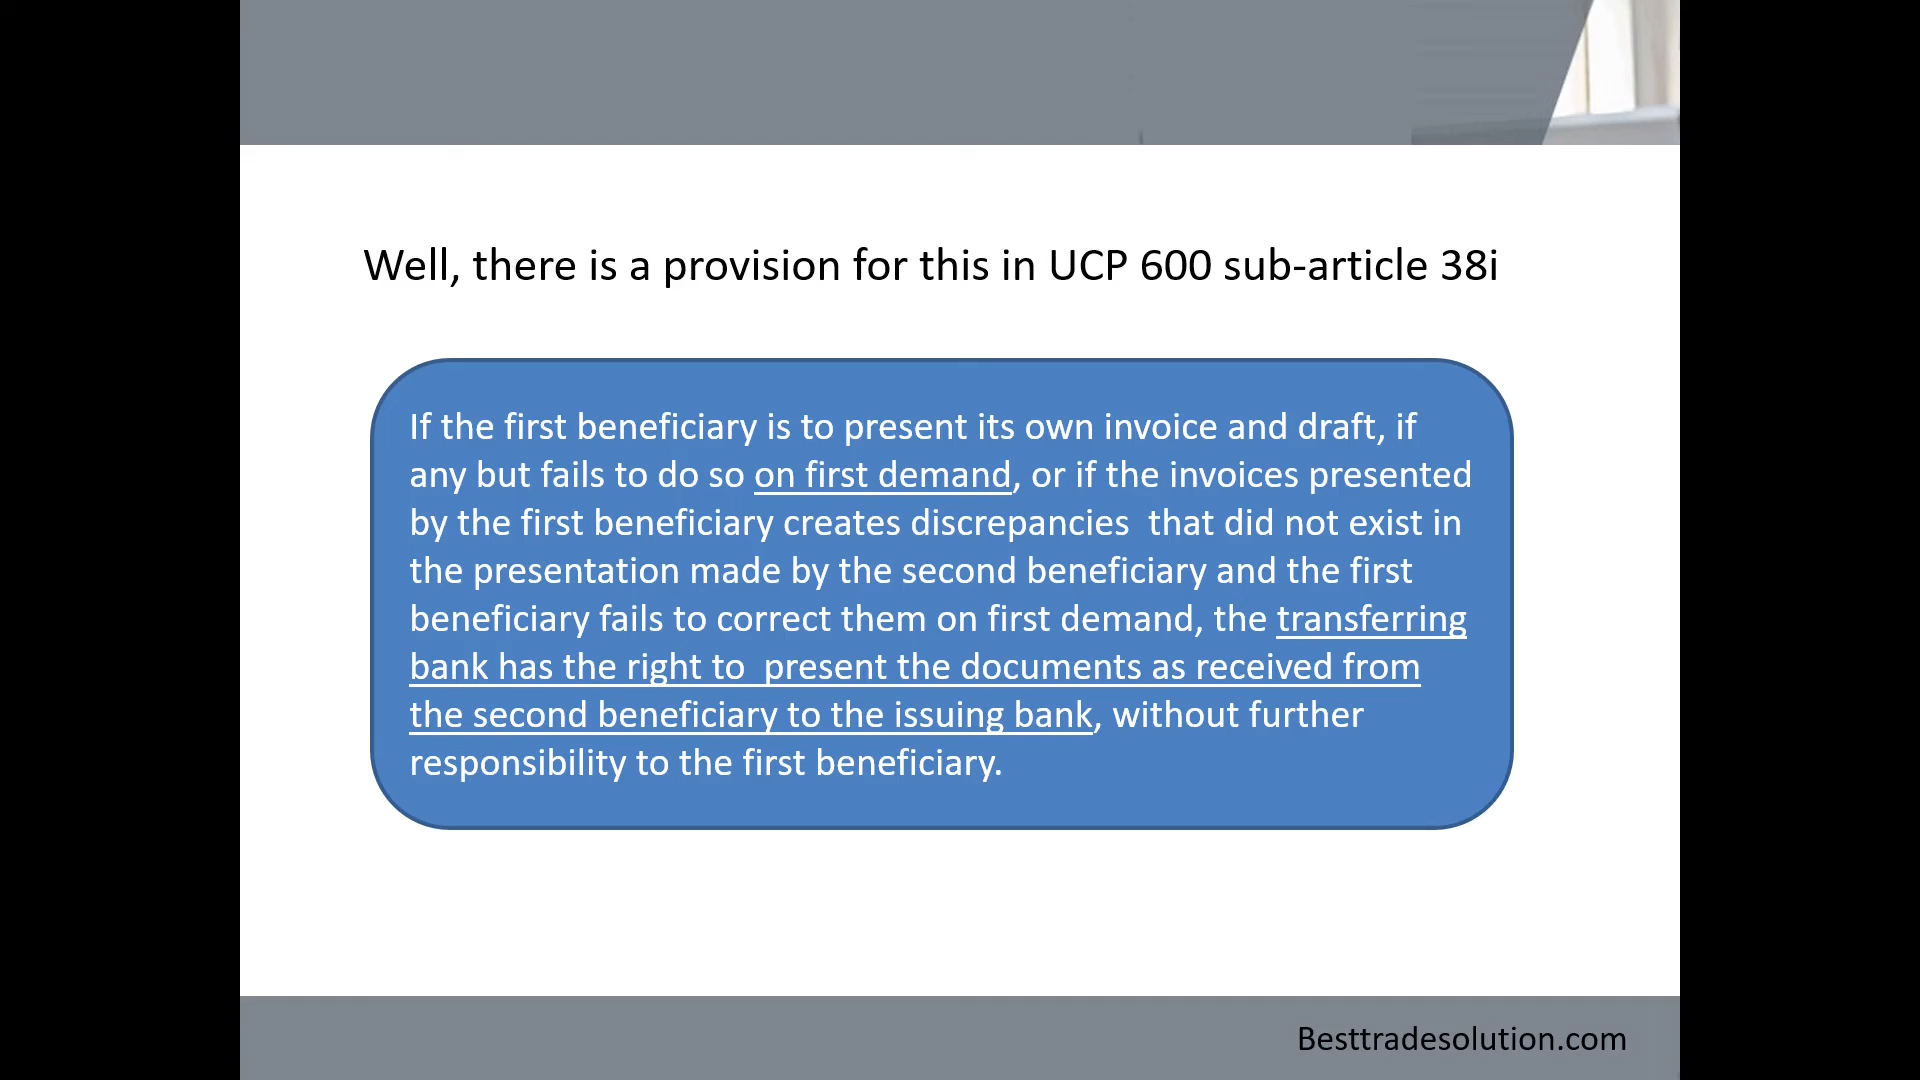 Well, there is a provision for this in UCP 600 sub-article 38i
If the first beneficiary is to present its own invoice and draft, if
any but fails to do so on first demand, or if the invoices presented
by the first beneficiary creates discrepancies  that did not exist in
the presentation made by the second beneficiary and the first
beneficiary fails to correct them on first demand, the transferring
bank has the right to  present the documents as received from
the second beneficiary to the issuing bank, without further
responsibility to the first beneficiary.
Besttradesolution.com